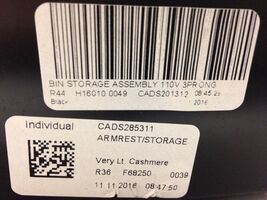 BIN STORAGE ASSEMBLY 110V 3PRONG
R44 H16010 0049 CADS201312 08:45:25
Black 2016
Individual CADS285311
ARMREST/STORAGE
Very Lt Cashmere
R36 F68250 0039
11 11 2016 08:47:50